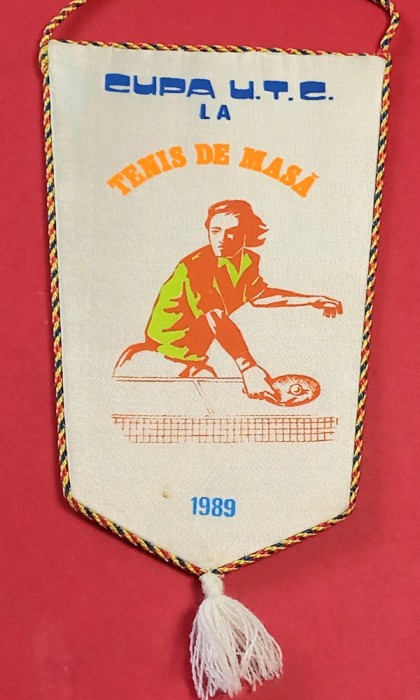 CUPA U.T.C.
LA
TENIS DE MASĂ
1989